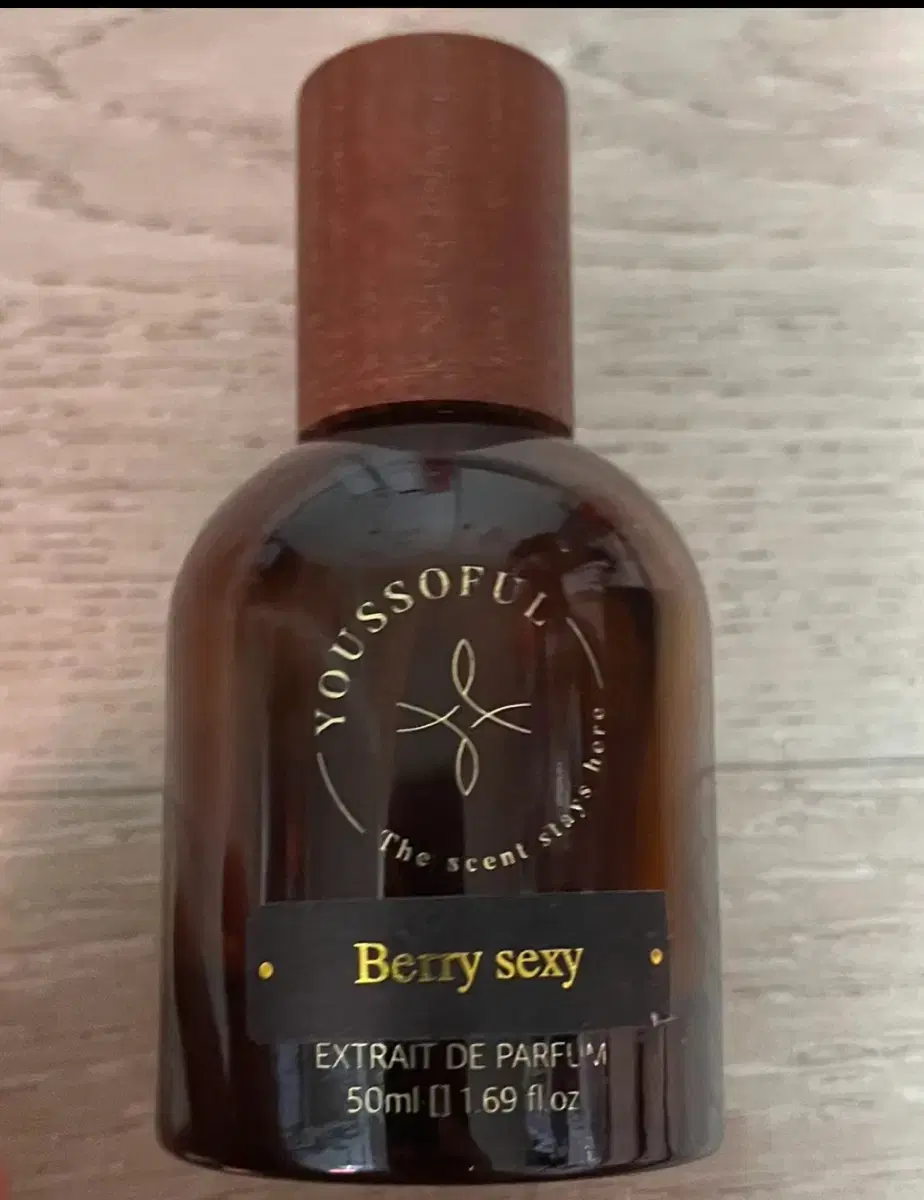 YOUSSOFUL
The scent stays here
Berry sexy
EXTRAIT DE PARFUM
50ml▯1.69 fl.oz